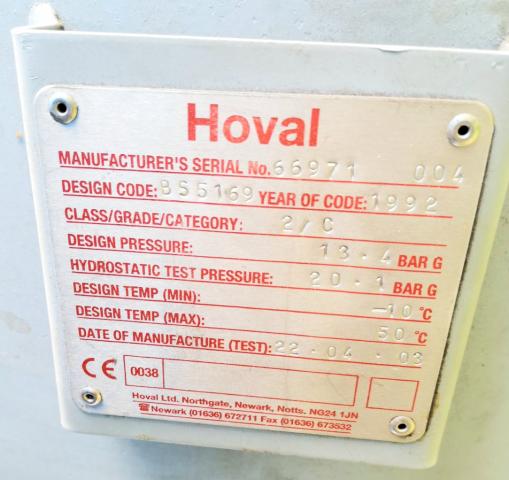 Hoval
MANUFACTURER'S SERIAL No. 66971 004
DESIGN CODE: BS5169 YEAR OF CODE: 1992
CLASS/GRADE/CATEGORY: 2/C
DESIGN PRESSURE: 13.4 BAR G
HYDROSTATIC TEST PRESSURE: 20.1 BAR G
DESIGN TEMP (MIN): -10 °C
DESIGN TEMP (MAX): 50 °C
DATE OF MANUFACTURE (TEST): 22.04.03
CE 0038
Hoval Ltd. Northgate, Newark, Notts. NG24 1JN
☎ Newark (01636) 672711 Fax (01636) 673532